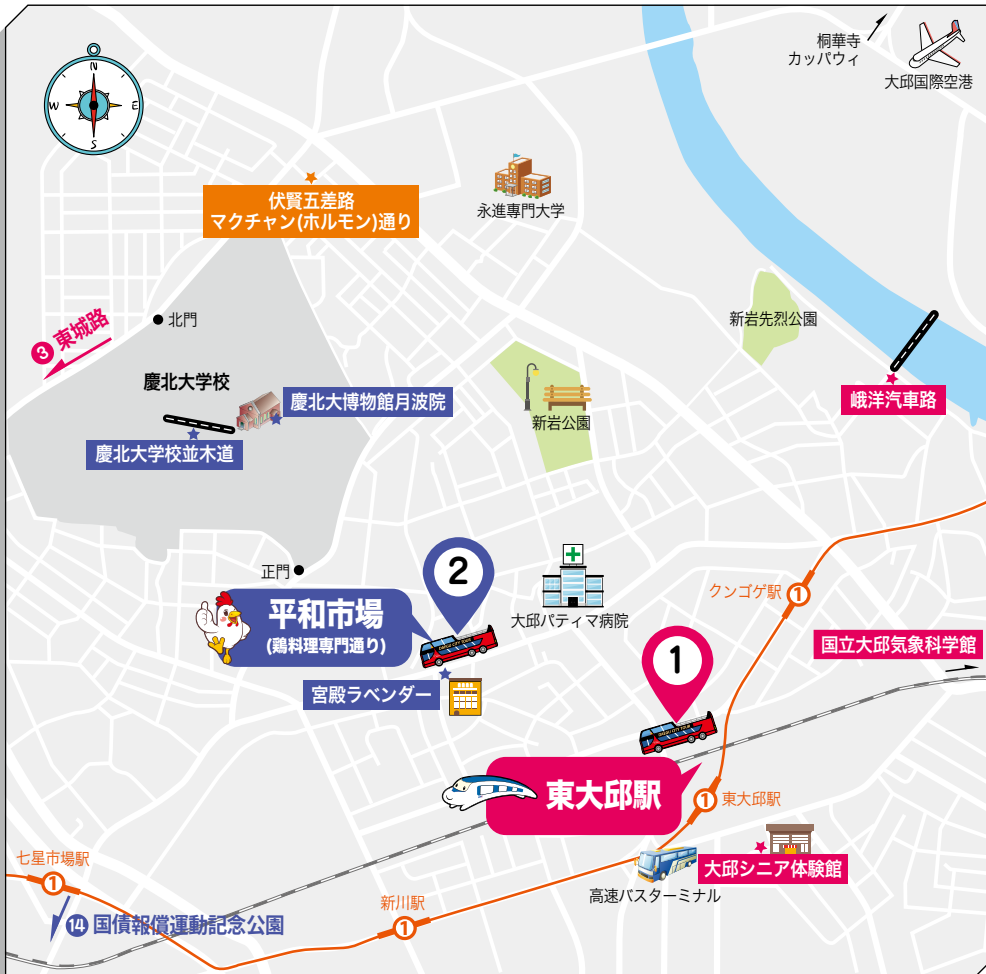 桐華寺
カッパウィ
大邱国際空港
N
W
E
S
伏賢五差路
マクチャン(ホルモン)通り
永進専門大学
北門
3 東城路
新岩先烈公園
慶北大学校
慶北大博物館月波院
峨洋汽車路
新岩公園
慶北大学校並木道
2
正門
クンゴゲ駅
1
平和市場
(鶏料理専門通り)
大邱パティマ病院
DAEGU CITY TOUR
国立大邱気象科学館
1
宮殿ラベンダー
DAEGU CITY TOUR
東大邱駅
1 東大邱駅
七星市場駅
1
大邱シニア体験館
高速バスターミナル
新川駅
1
14 国債報償運動記念公園